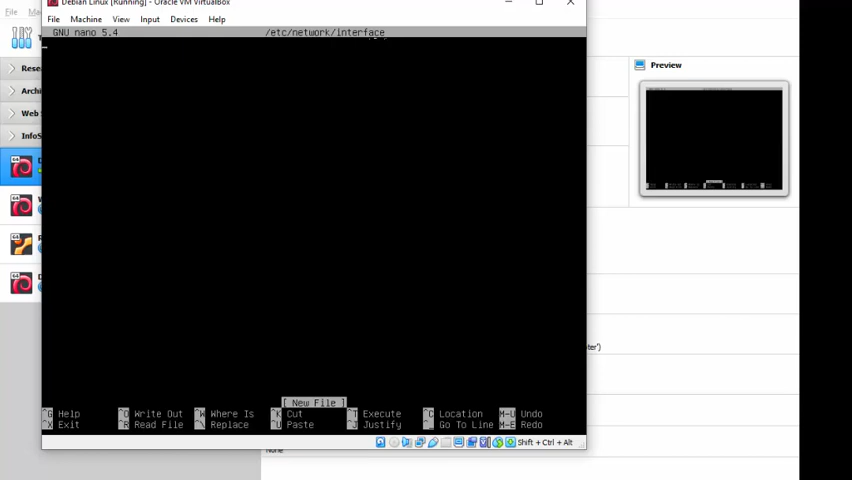 Debian Linux [Running] - Oracle VM VirtualBox
File Machine View Input Devices Help
File
GNU nano 5.4 /etc/network/interface
Preview
Archi
Web
InfoS
[ New File ]
^G Help ^O Write Out ^W Where Is ^K Cut ^T Execute ^C Location M-U Undo
^X Exit ^R Read File ^\ Replace ^U Paste ^J Justify ^_ Go To Line M-E Redo
Shift + Ctrl + Alt
None